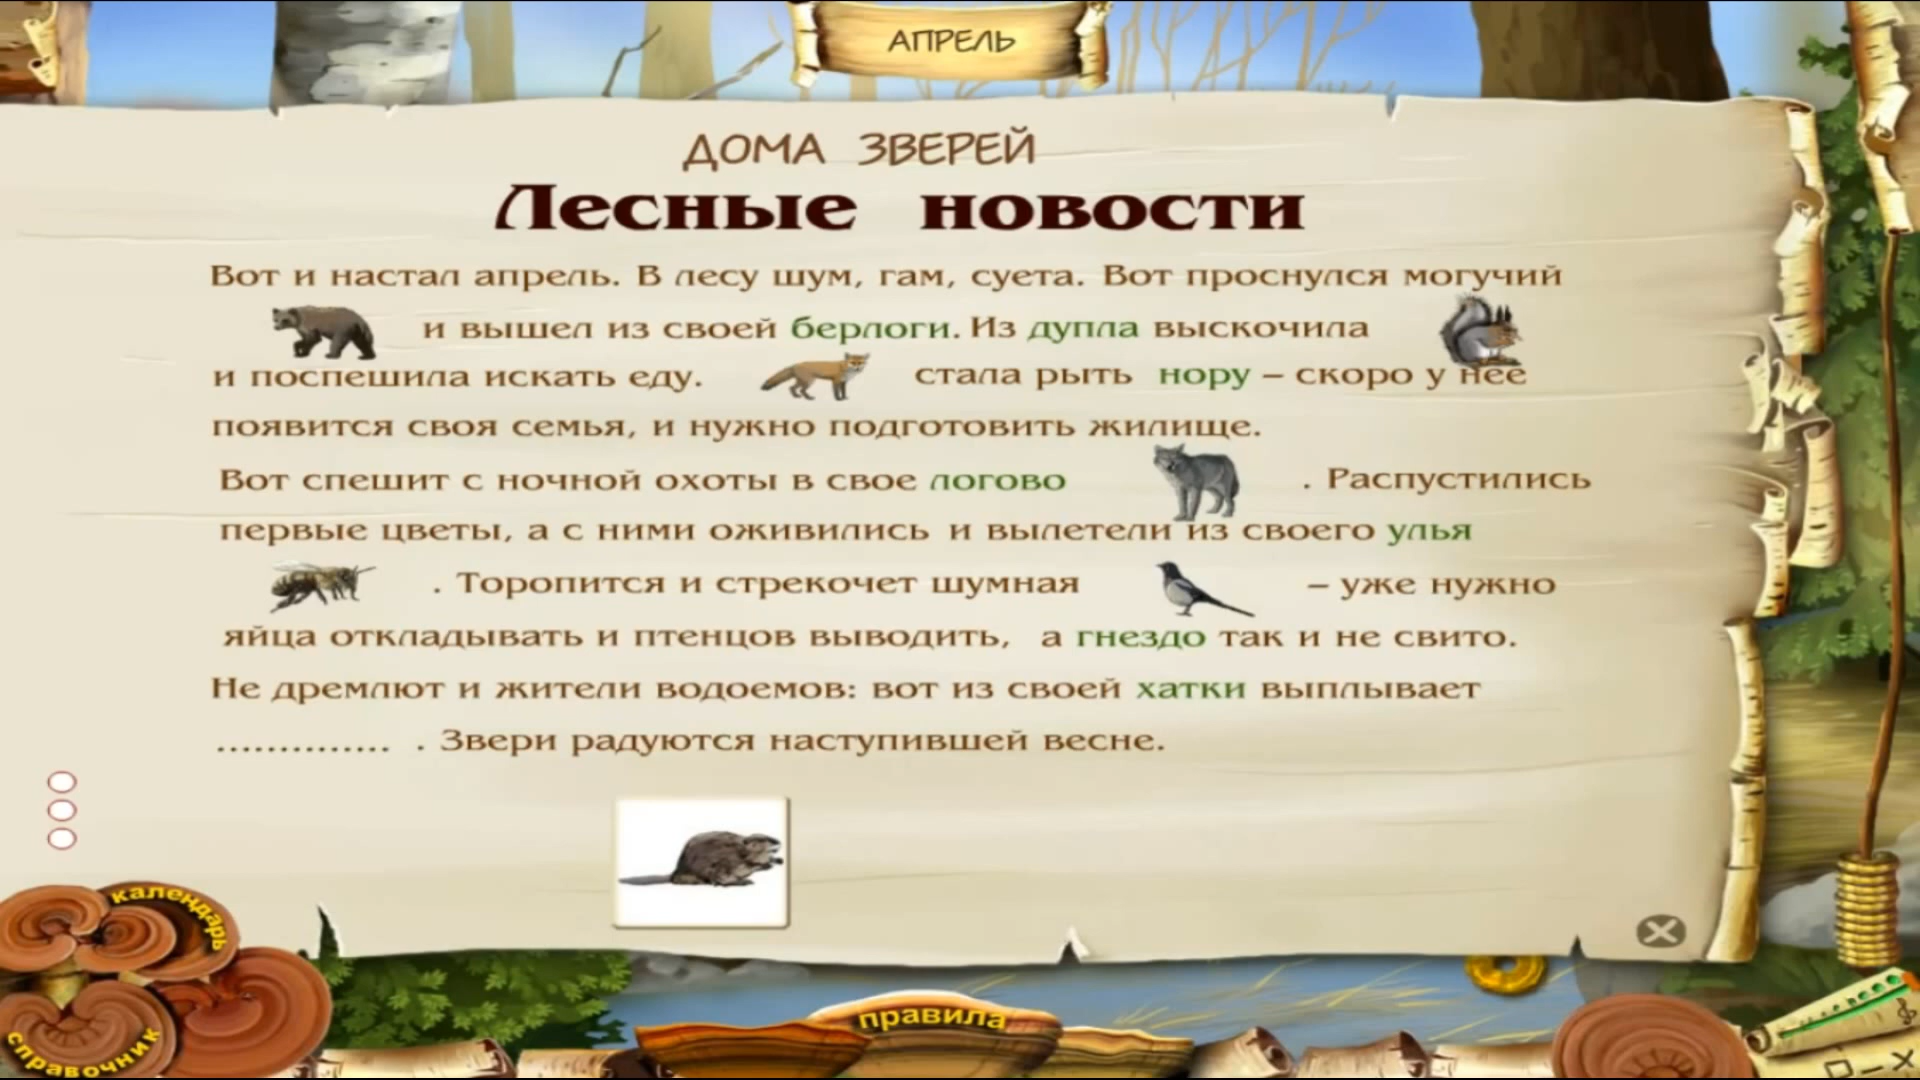 АПРЕЛЬ
ДОМА ЗВЕРЕЙ
Лесные новости
Вот и настал апрель. В лесу шум, гам, суета. Вот проснулся могучий
и вышел из своей берлоги. Из дупла выскочила
и поспешила искать еду. стала рыть нору – скоро у нее
появится своя семья, и нужно подготовить жилище.
Вот спешит с ночной охоты в свое логово . Распустились
первые цветы, а с ними оживились и вылетели из своего улья
. Торопится и стрекочет шумная – уже нужно
яйца откладывать и птенцов выводить, а гнездо так и не свито.
Не дремлют и жители водоемов: вот из своей хатки выплывает
.............. . Звери радуются наступившей весне.
календарь
справочник
правила